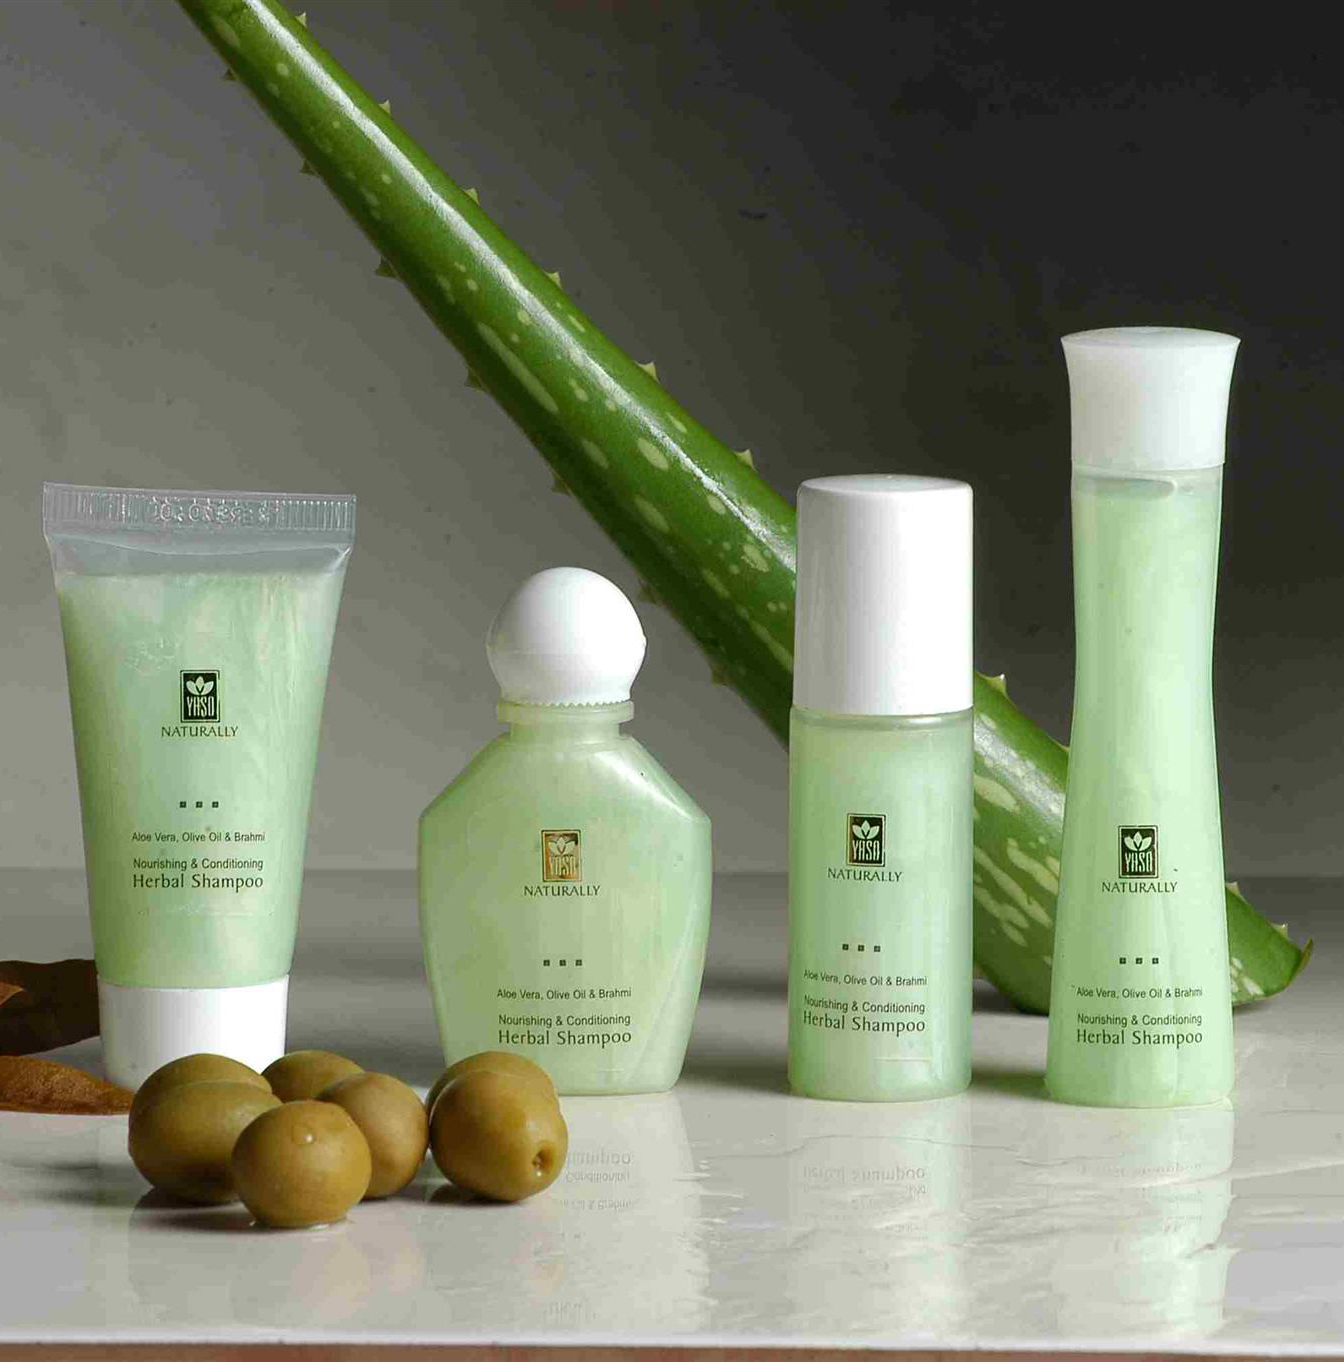 YASO
NATURALLY
Aloe Vera, Olive Oil & Brahmi
Nourishing & Conditioning
Herbal Shampoo
YASO
NATURALLY
Aloe Vera, Olive Oil & Brahmi
Nourishing & Conditioning
Herbal Shampoo
YASO
NATURALLY
Aloe Vera, Olive Oil & Brahmi
Nourishing & Conditioning
Herbal Shampoo
YASO
NATURALLY
Aloe Vera, Olive Oil & Brahmi
Nourishing & Conditioning
Herbal Shampoo